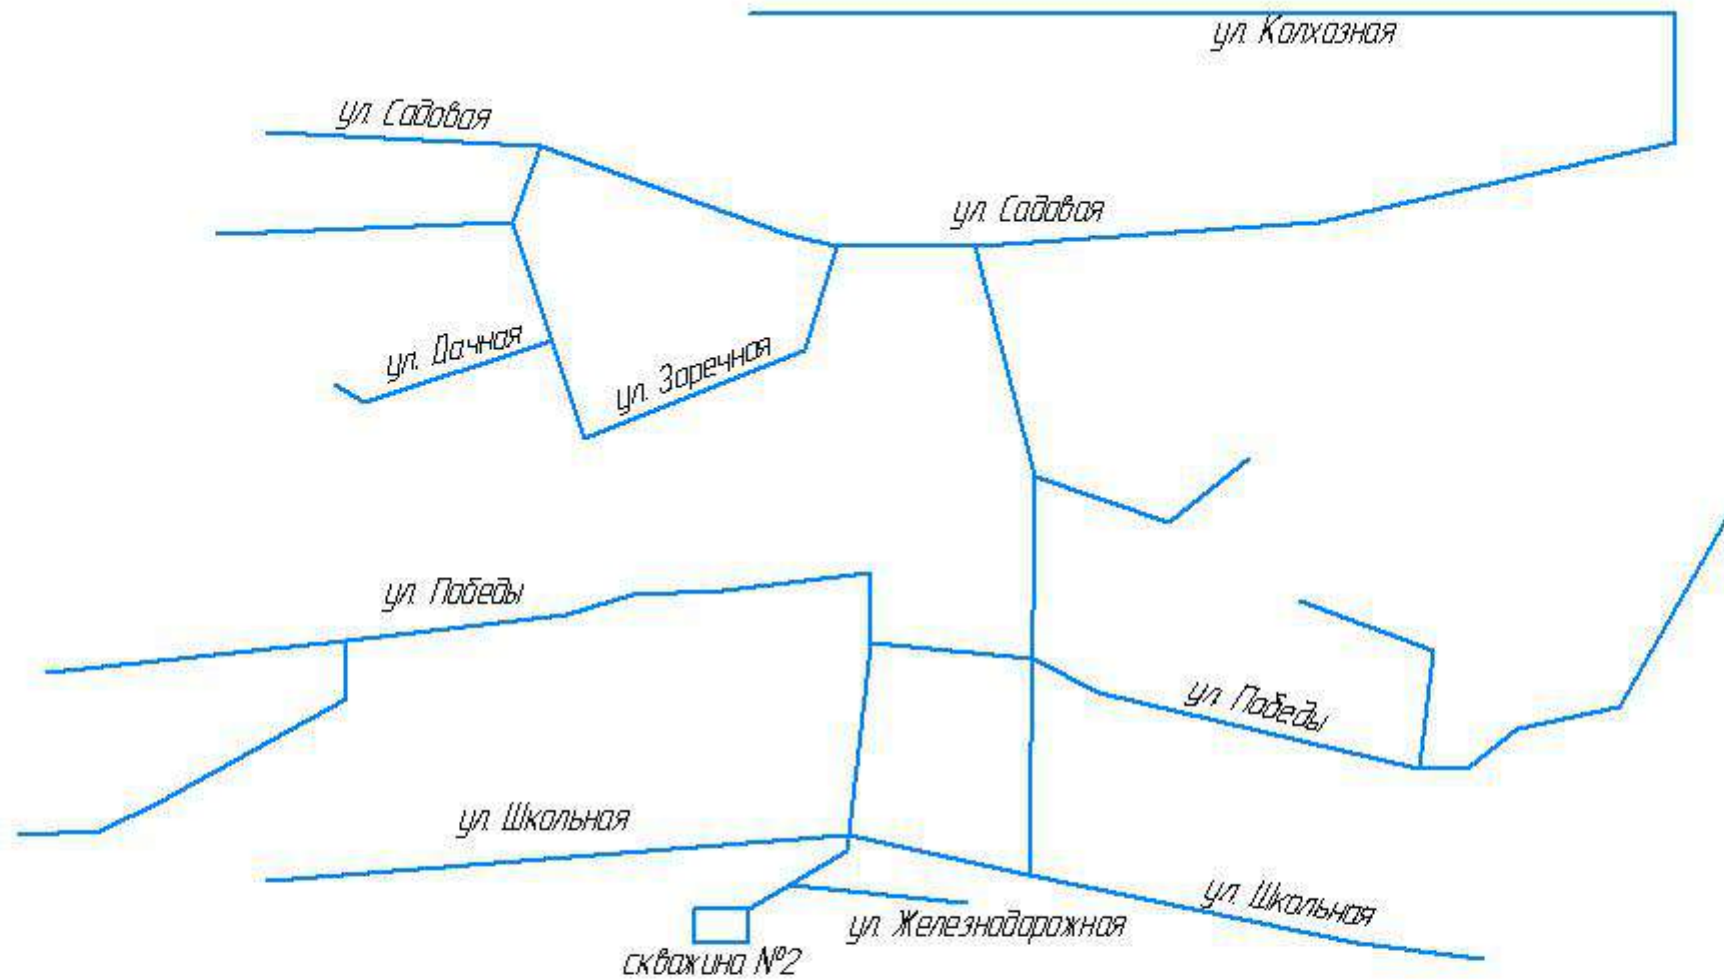 ул. Колхозная
ул. Садовая
ул. Садовая
ул. Дачная
ул. Заречная
ул. Победы
ул. Победы
ул. Школьная
ул. Школьная
ул. Железнодорожная
скважина №2